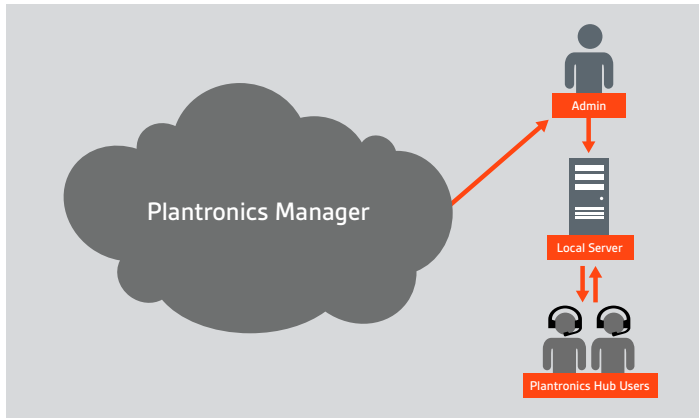 Admin
Plantronics Manager
Local Server
Plantronics Hub Users